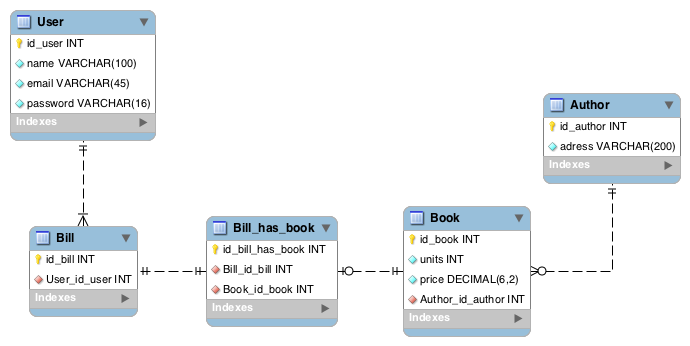 User
id_user INT
name VARCHAR(100)
email VARCHAR(45)
password VARCHAR(16)
Indexes
Author
id_author INT
adress VARCHAR(200)
Indexes
Bill
id_bill INT
User_id_user INT
Indexes
Bill_has_book
id_bill_has_book INT
Bill_id_bill INT
Book_id_book INT
Indexes
Book
id_book INT
units INT
price DECIMAL(6,2)
Author_id_author INT
Indexes